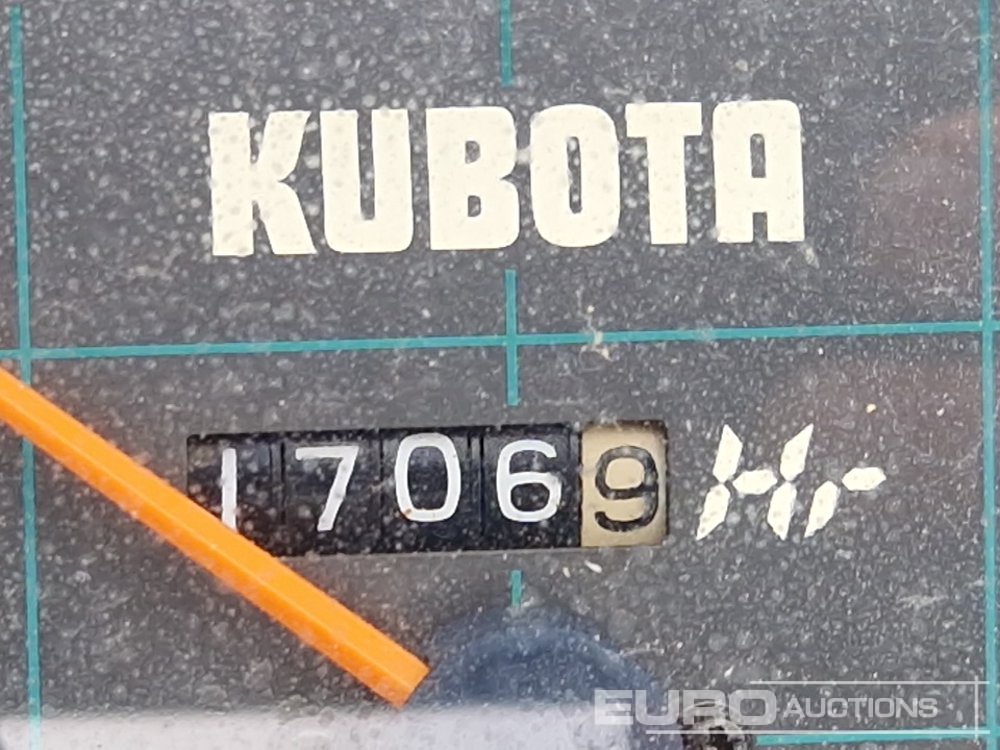 KUBOTA
17069 Hr
EURO AUCTIONS